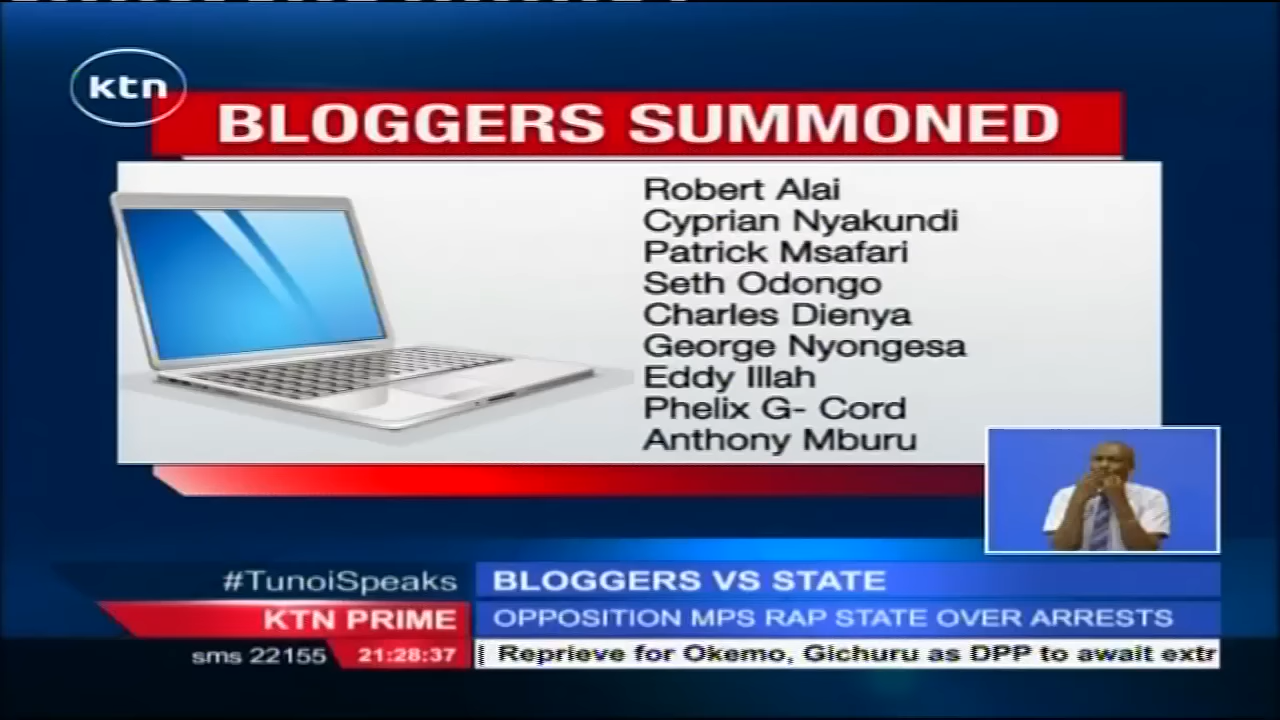 ktn
BLOGGERS SUMMONED
Robert Alai
Cyprian Nyakundi
Patrick Msafari
Seth Odongo
Charles Dienya
George Nyongesa
Eddy Illah
Phelix G- Cord
Anthony Mburu
#TunoiSpeaks
BLOGGERS VS STATE
KTN PRIME
OPPOSITION MPS RAP STATE OVER ARRESTS
sms 22155
21:28:37
Reprieve for Okemo, Gichuru as DPP to await extr